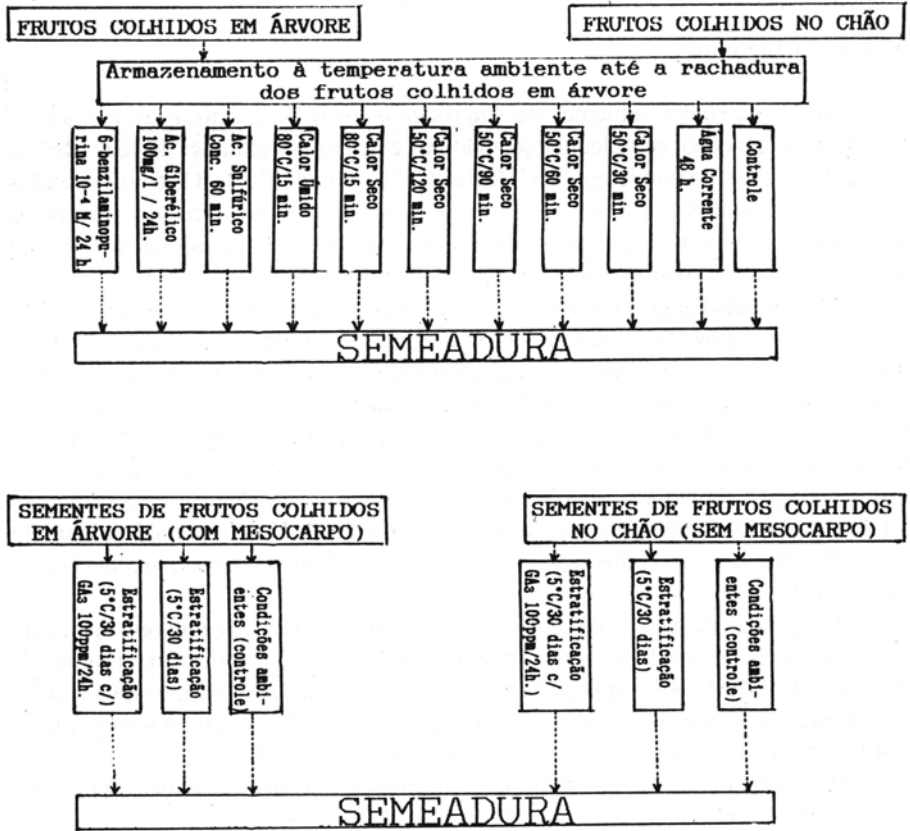 FRUTOS COLHIDOS EM ÁRVORE
FRUTOS COLHIDOS NO CHÃO
Armazenamento à temperatura ambiente até a rachadura
dos frutos colhidos em árvore
6-benzilaminopu-
rina 10-4 M/ 24 h
Ác. Giberélico
100mg/l / 24h.
Ác. Sulfúrico
Conc. 60 min.
Calor Úmido
80°C/15 min.
Calor Seco
80°C/15 min.
Calor Seco
50°C/120 min.
Calor Seco
50°C/90 min.
Calor Seco
50°C/60 min.
Calor Seco
50°C/30 min.
Água Corrente
48 h.
Controle
SEMEADURA
SEMENTES DE FRUTOS COLHIDOS
EM ÁRVORE (COM MESOCARPO)
SEMENTES DE FRUTOS COLHIDOS
NO CHÃO (SEM MESOCARPO)
Estratificação
(5°C/30 dias c/)
GA3 100ppm/24h.
Estratificação
(5°C/30 dias)
Condições ambi-
entes (controle)
Estratificação
(5°C/30 dias c/
GA3 100ppm/24h.)
Estratificação
(5°C/30 dias)
Condições ambi-
entes (controle)
SEMEADURA